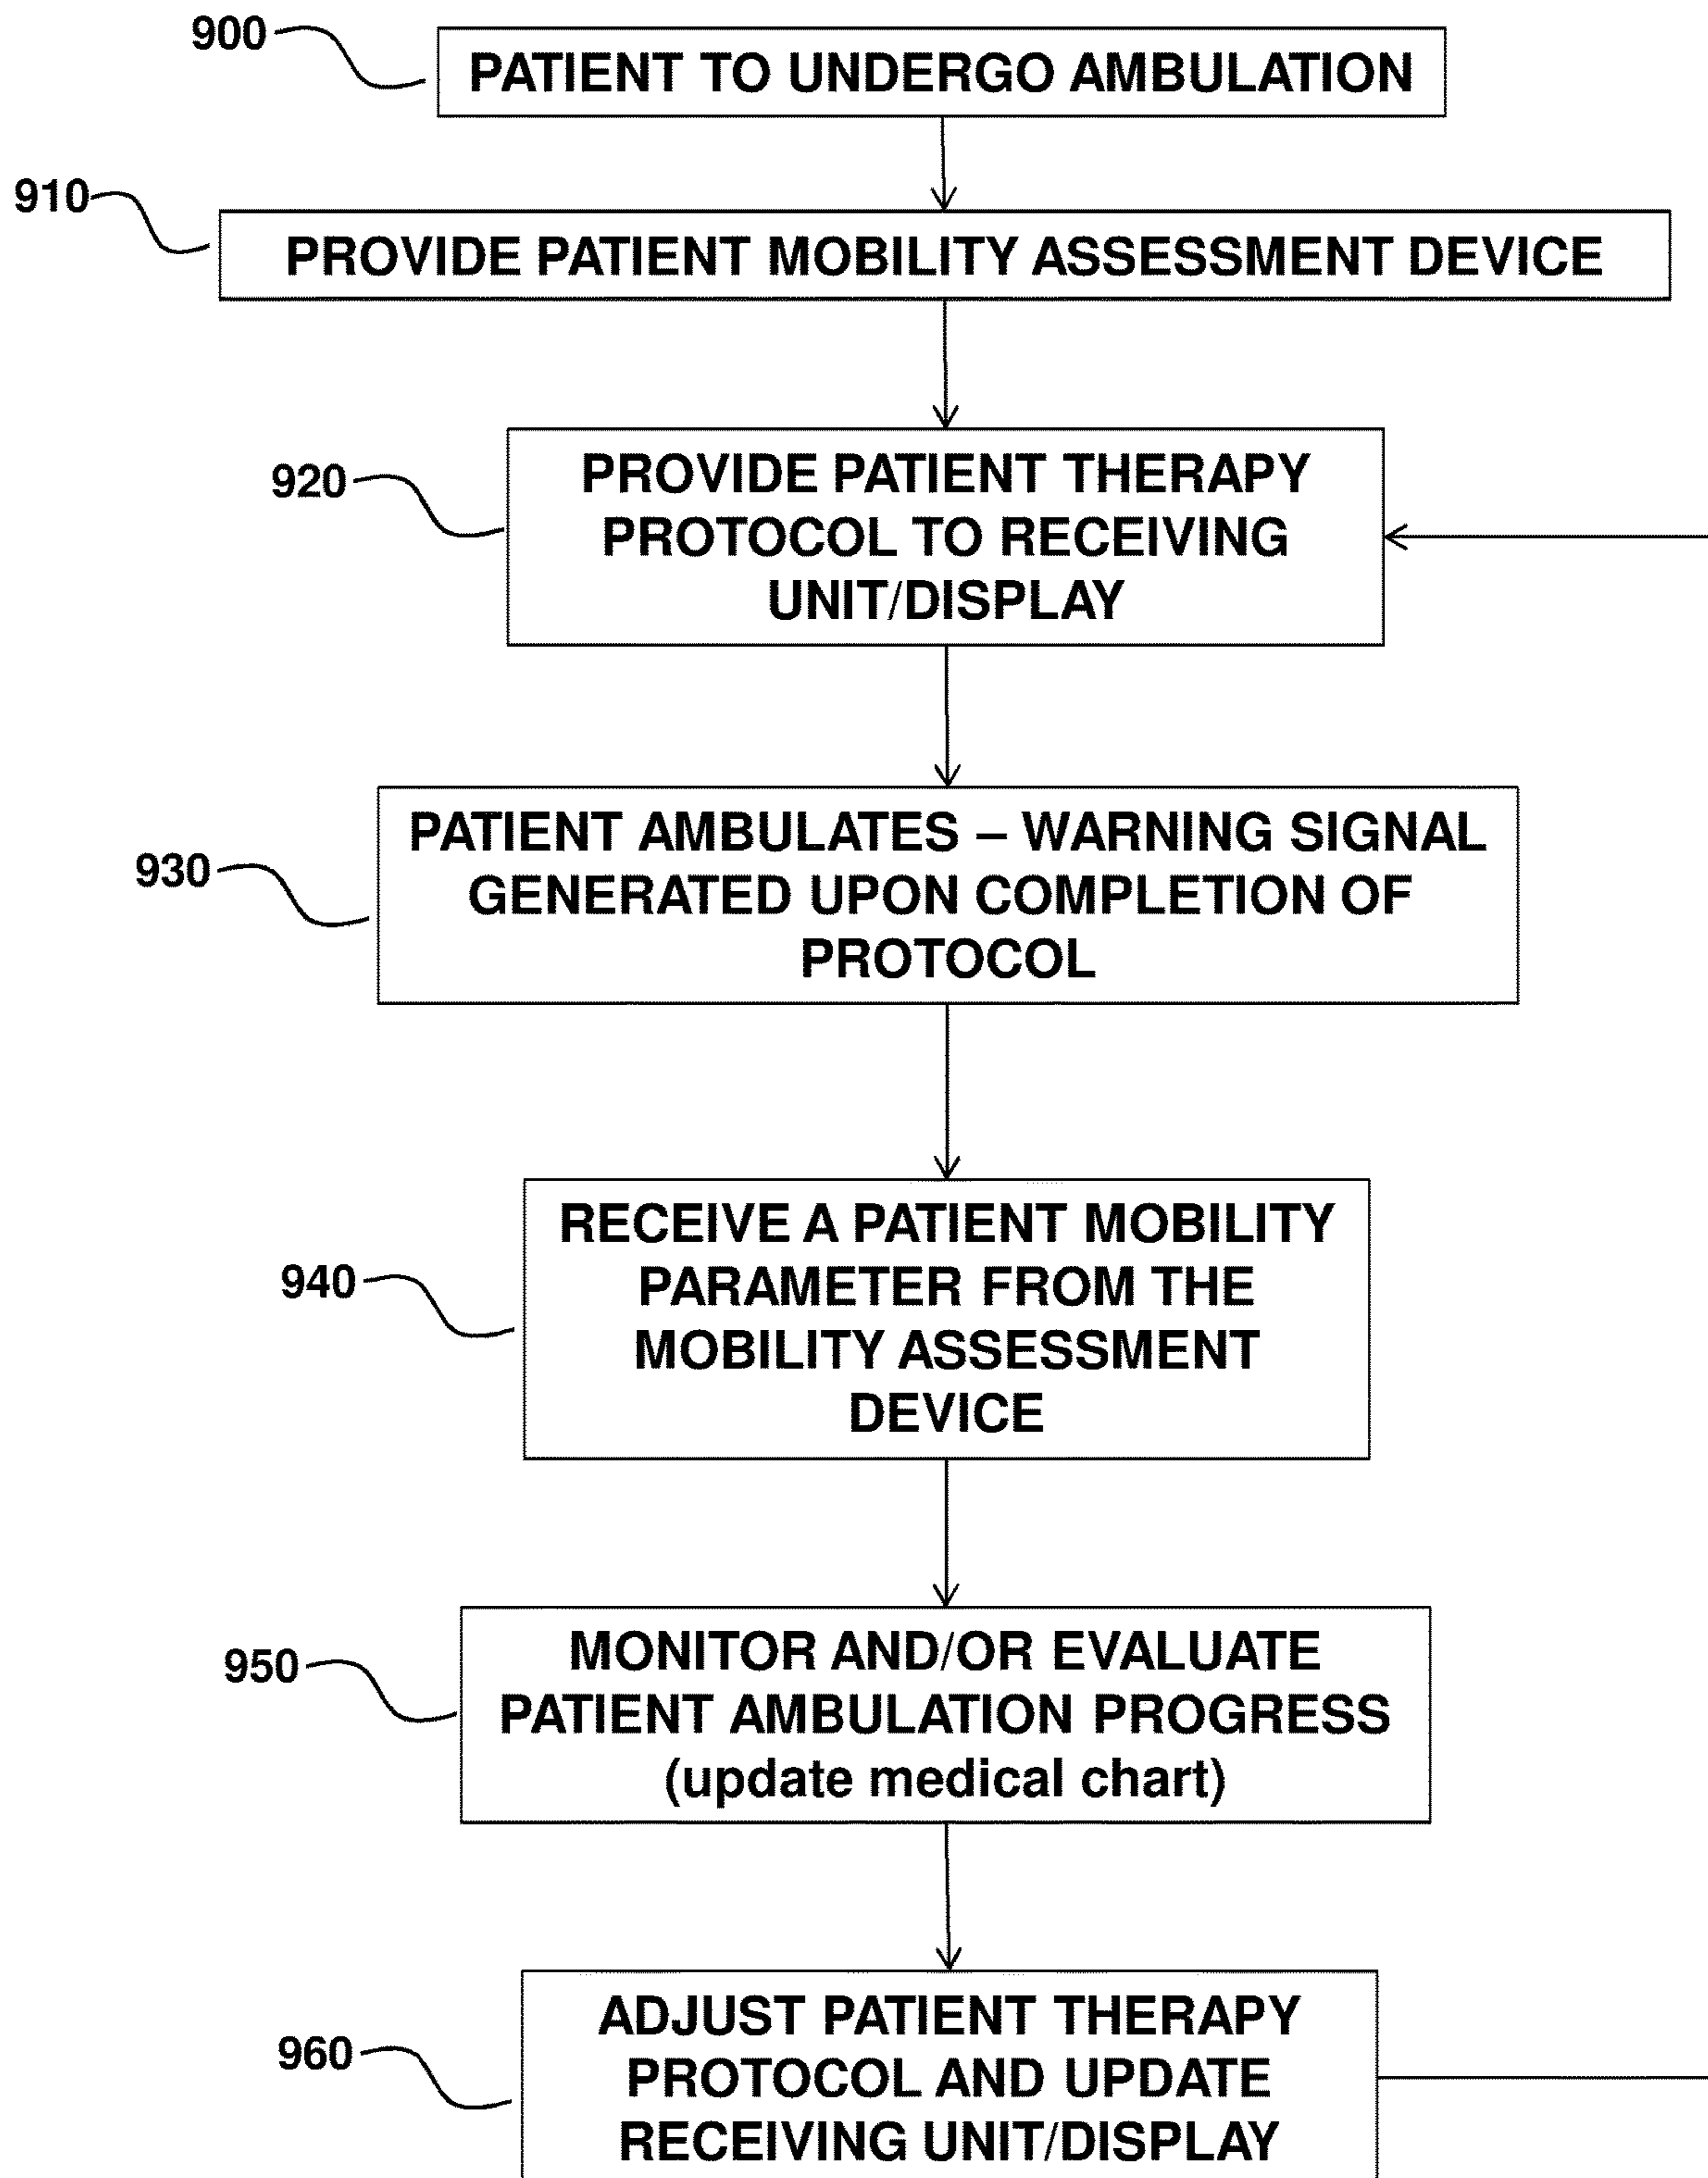 900
PATIENT TO UNDERGO AMBULATION
910
PROVIDE PATIENT MOBILITY ASSESSMENT DEVICE
920
PROVIDE PATIENT THERAPY
PROTOCOL TO RECEIVING
UNIT/DISPLAY
930
PATIENT AMBULATES – WARNING SIGNAL
GENERATED UPON COMPLETION OF
PROTOCOL
940
RECEIVE A PATIENT MOBILITY
PARAMETER FROM THE
MOBILITY ASSESSMENT
DEVICE
950
MONITOR AND/OR EVALUATE
PATIENT AMBULATION PROGRESS
(update medical chart)
960
ADJUST PATIENT THERAPY
PROTOCOL AND UPDATE
RECEIVING UNIT/DISPLAY